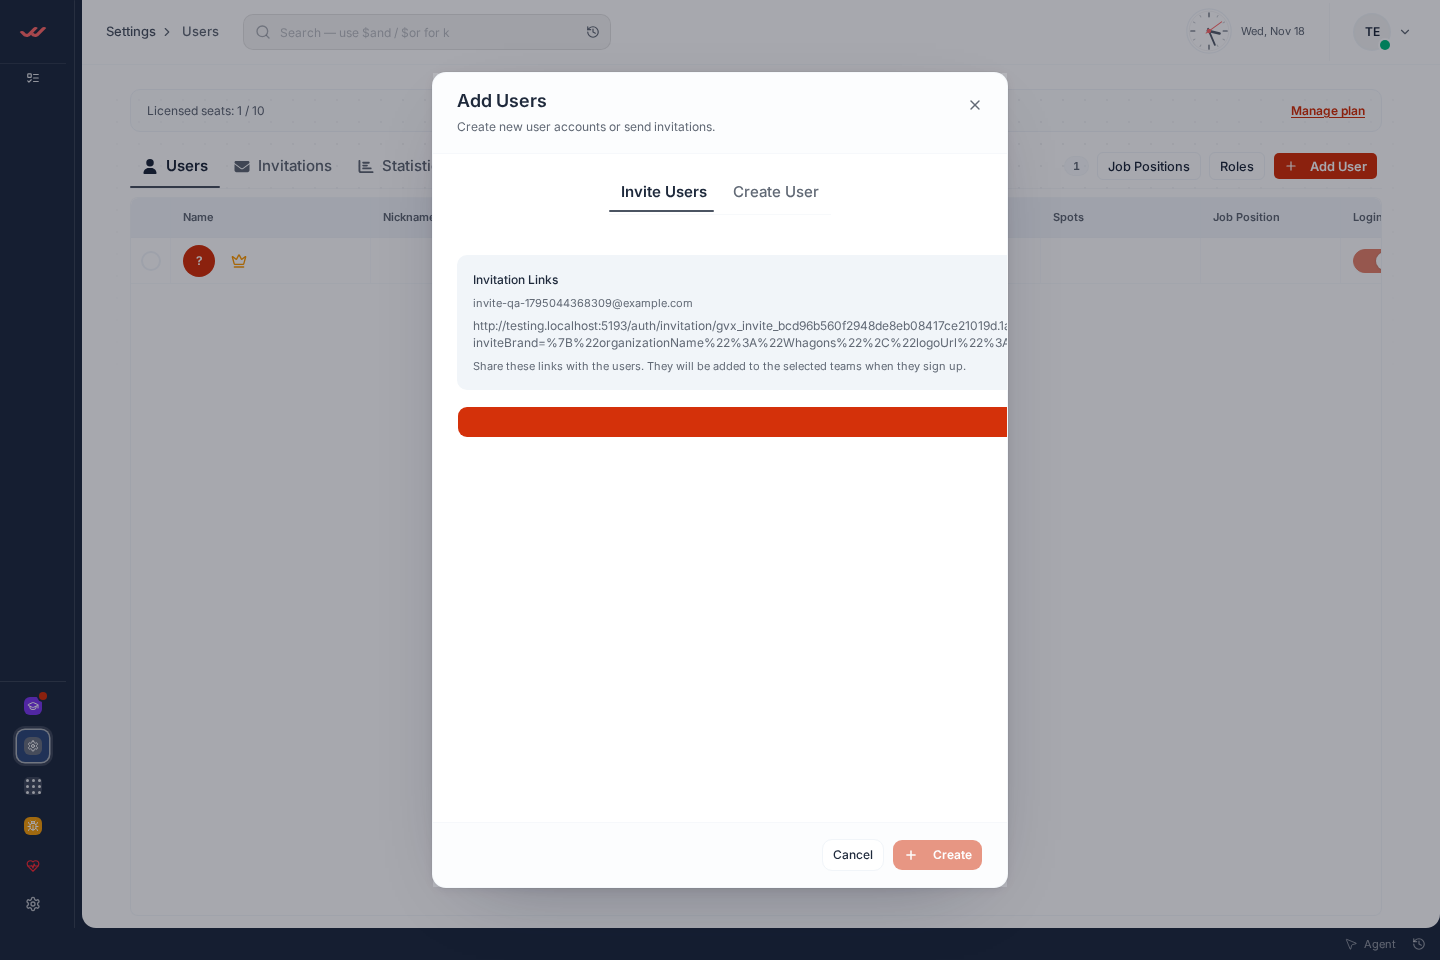 Settings > Users
Search — use $and / $or for k
Wed, Nov 18
TE
Licensed seats: 1 / 10
Manage plan
Users
Invitations
1
Job Positions
Roles
Add User
Name
Spots
Job Position
?
Add Users
Create new user accounts or send invitations.
Invite Users
Create User
Invitation Links
invite-qa-1795044368309@example.com
http://testing.localhost:5193/auth/invitation/gvx_invite_bcd96b560f2948de8eb08417ce21019d.1a
inviteBrand=%7B%22organizationName%22%3A%22Whagons%22%2C%22logoUrl%22%3A
Share these links with the users. They will be added to the selected teams when they sign up.
Cancel
Create
Agent